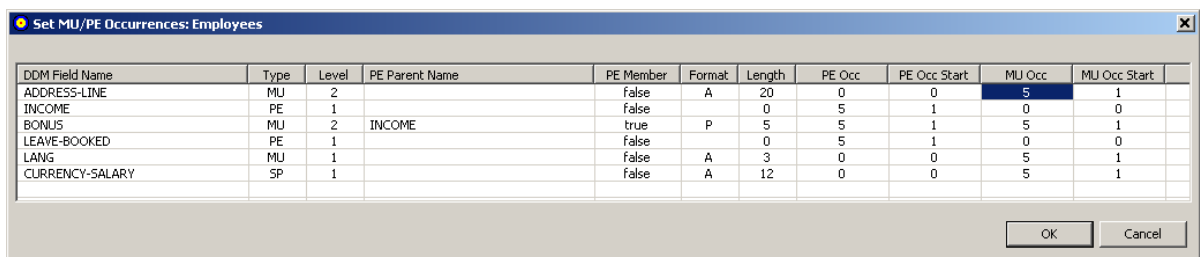 Set MU/PE Occurrences: Employees
DDM Field Name Type Level PE Parent Name PE Member Format Length PE Occ PE Occ Start MU Occ MU Occ Start
ADDRESS-LINE MU 2 false A 20 0 0 5 1
INCOME PE 1 false 0 5 1 0 0
BONUS MU 2 INCOME true P 5 5 1 5 1
LEAVE-BOOKED PE 1 false 0 5 1 0 0
LANG MU 1 false A 3 0 0 5 1
CURRENCY-SALARY SP 1 false A 12 0 0 5 1
OK Cancel